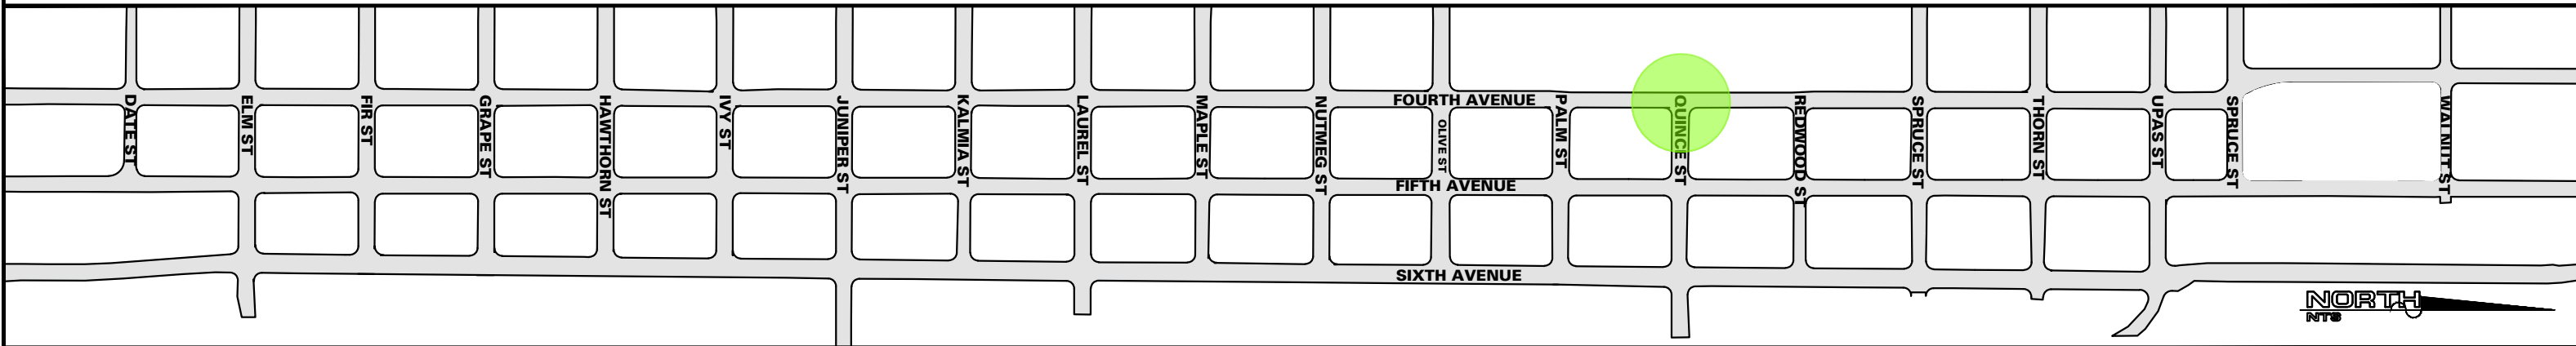 FOURTH AVENUE
DATE ST
ELM ST
FIR ST
GRAPE ST
HAWTHORN ST
IVY ST
JUNIPER ST
KALMIA ST
LAUREL ST
MAPLE ST
NUTMEG ST
OLIVE ST
PALM ST
QUINCE ST
REDWOOD ST
SPRUCE ST
THORN ST
UPAS ST
SPRUCE ST
WALNUT ST
FIFTH AVENUE
SIXTH AVENUE
NORTH
NTS